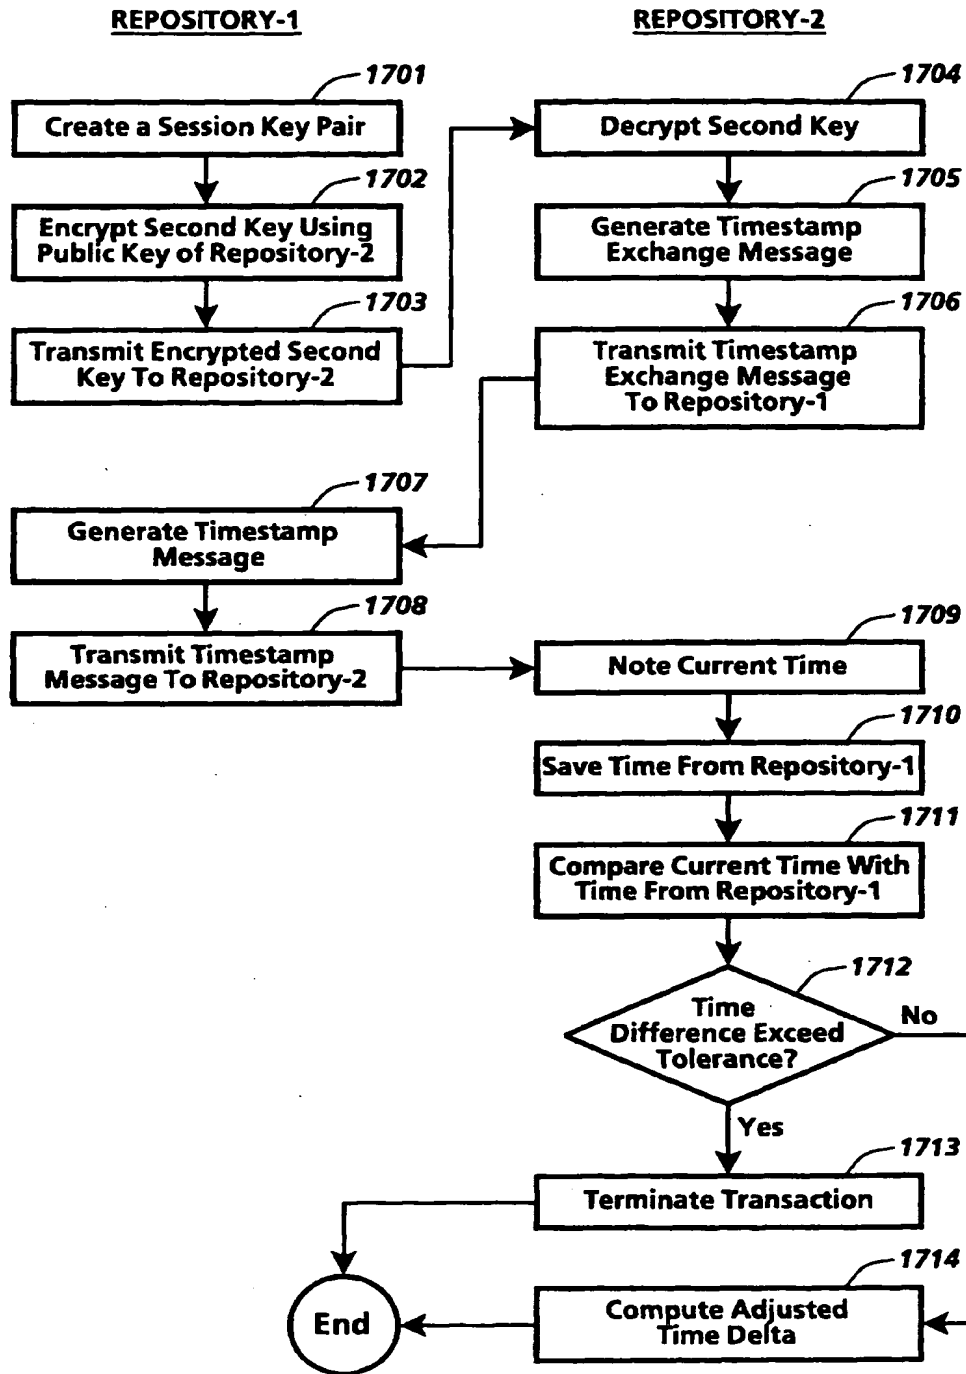 REPOSITORY-1
REPOSITORY-2
1701
Create a Session Key Pair
1702
Encrypt Second Key Using
Public Key of Repository-2
1703
Transmit Encrypted Second
Key To Repository-2
1704
Decrypt Second Key
1705
Generate Timestamp
Exchange Message
1706
Transmit Timestamp
Exchange Message
To Repository-1
1707
Generate Timestamp
Message
1708
Transmit Timestamp
Message To Repository-2
1709
Note Current Time
1710
Save Time From Repository-1
1711
Compare Current Time With
Time From Repository-1
1712
Time
Difference Exceed
Tolerance?
No
Yes
1713
Terminate Transaction
1714
Compute Adjusted
Time Delta
End